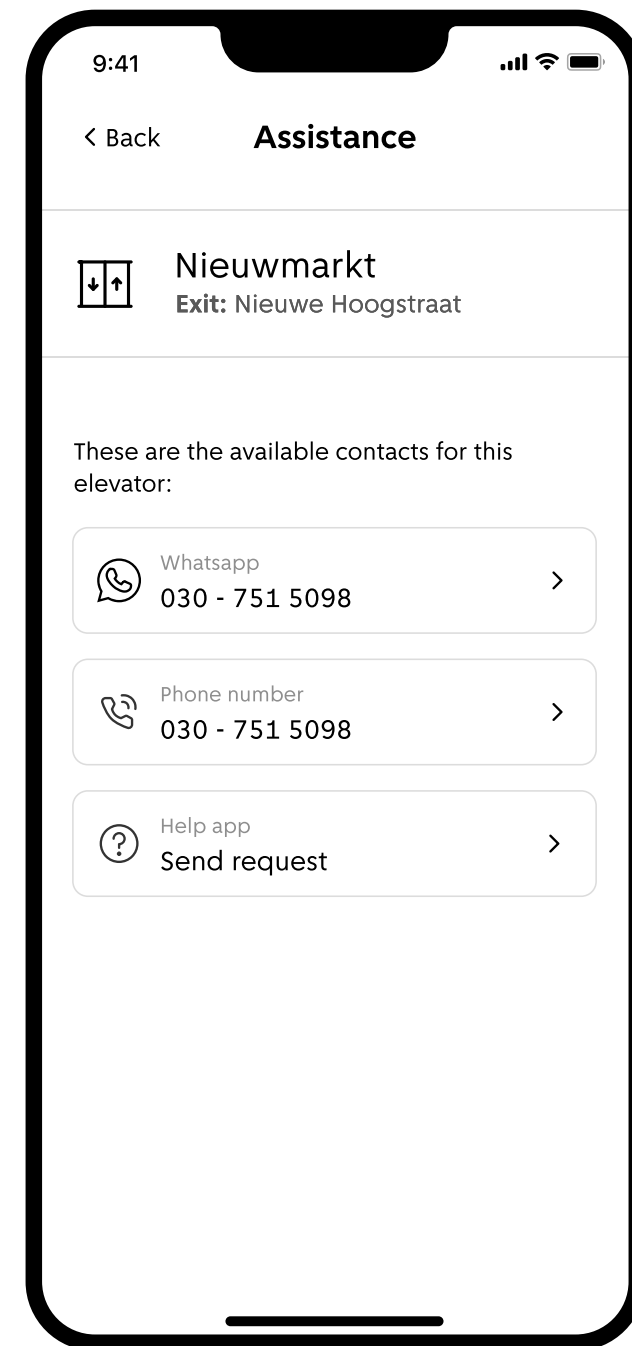 9:41
Back
Assistance
Nieuwmarkt
Exit: Nieuwe Hoogstraat
These are the available contacts for this
elevator:
Whatsapp
030 - 751 5098
Phone number
030 - 751 5098
Help app
Send request